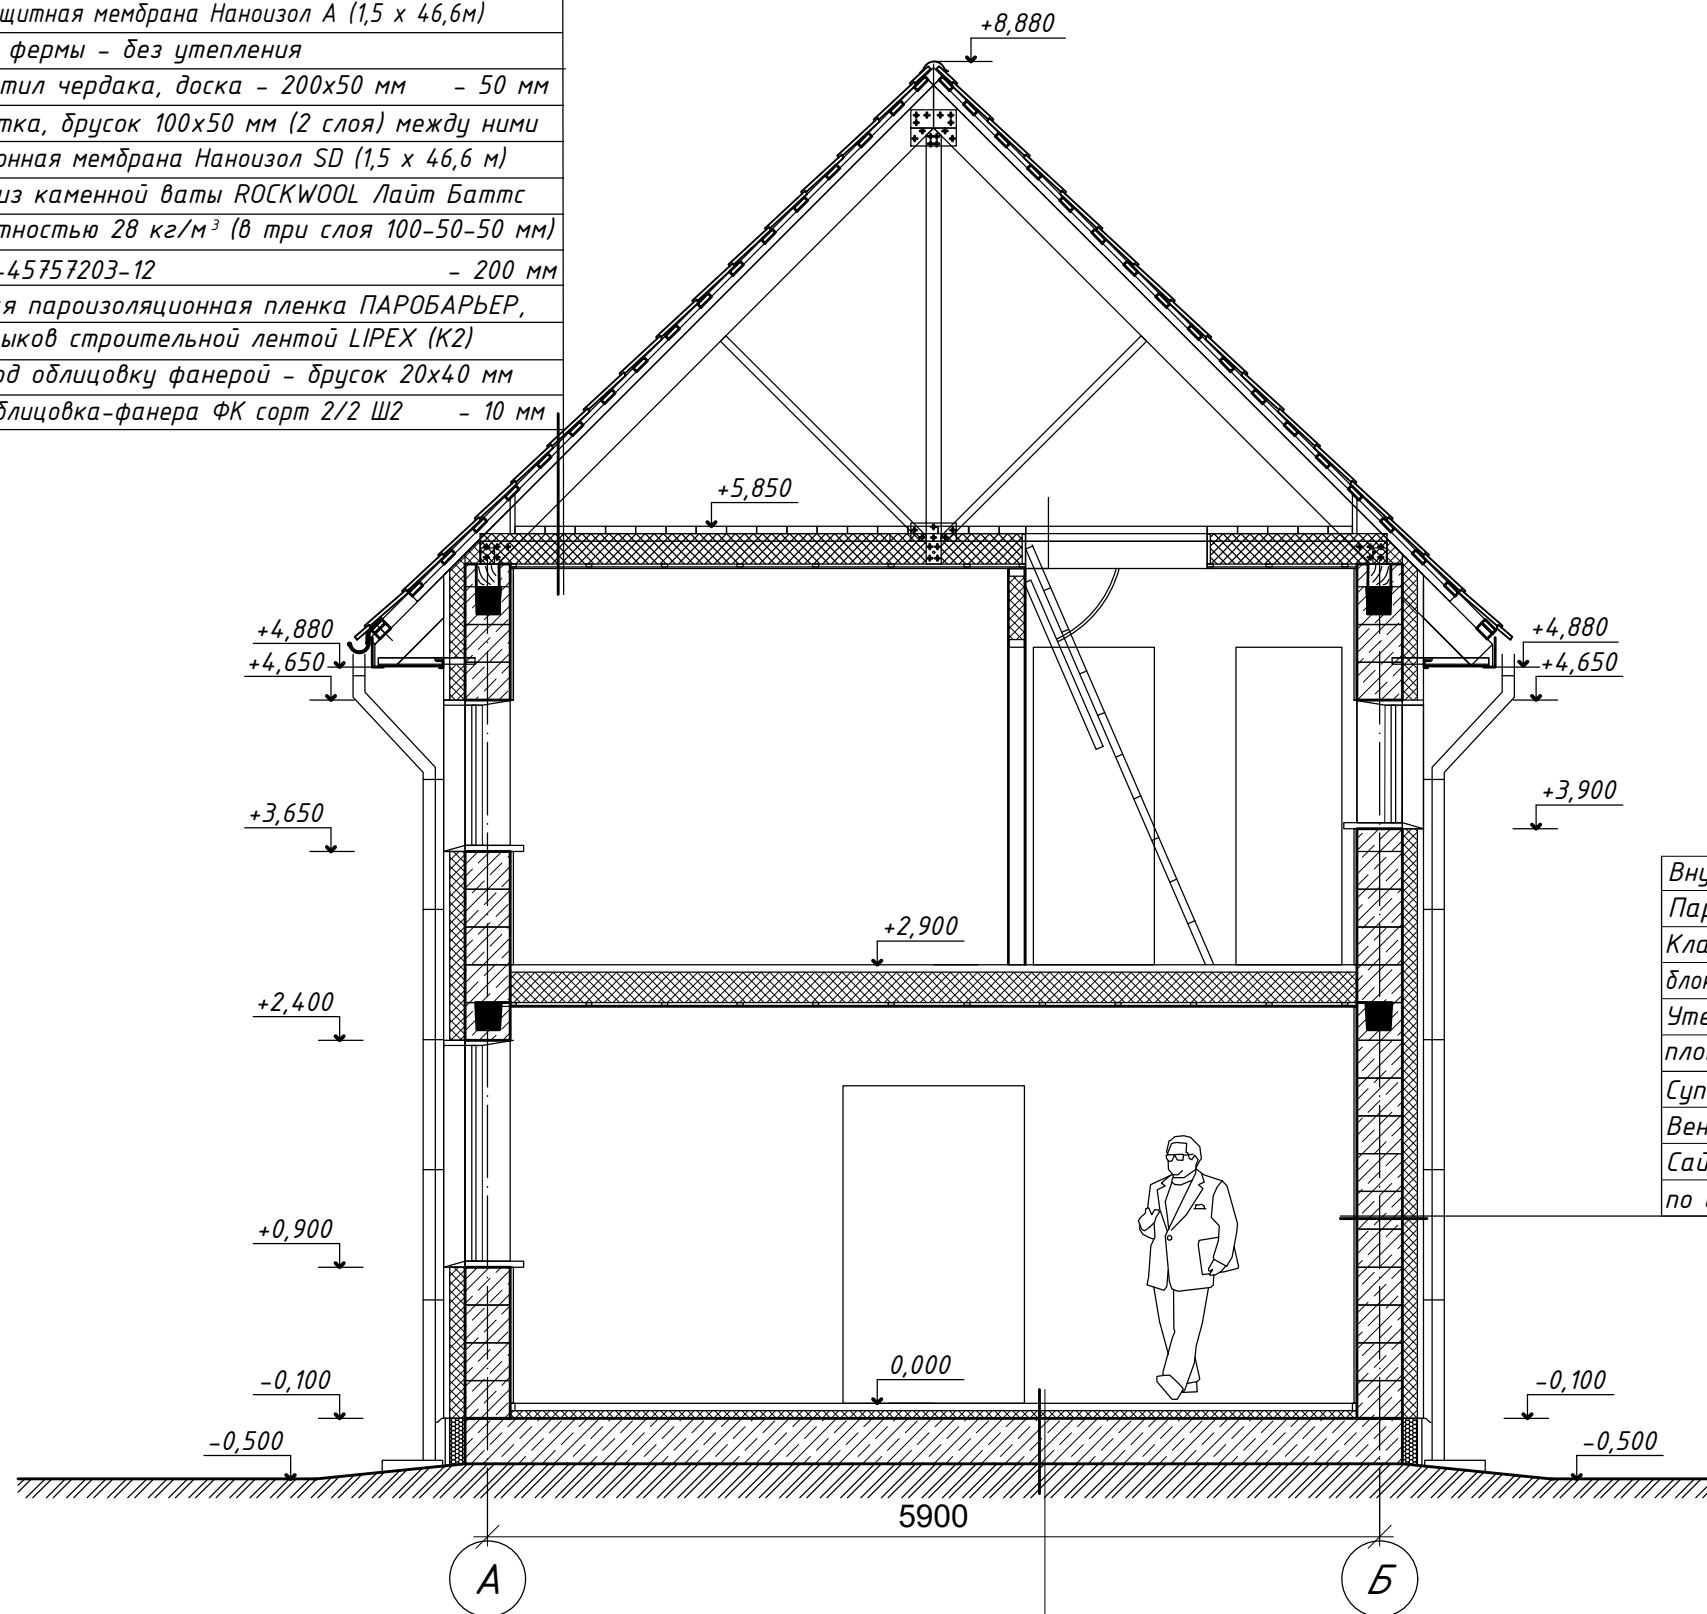 щитная мембрана Наноизол А (1,5 х 46,6м)
фермы - без утепления
тил чердака, доска - 200х50 мм - 50 мм
тка, брусок 100х50 мм (2 слоя) между ними
онная мембрана Наноизол SD (1,5 х 46,6 м)
из каменной ваты ROCKWOOL Лайт Баттс
тностью 28 кг/м³ (в три слоя 100-50-50 мм)
-45757203-12 - 200 мм
я пароизоляционная пленка ПАРОБАРЬЕР,
ыков строительной лентой LIPEX (К2)
од облицовку фанерой - брусок 20х40 мм
блицовка-фанера ФК сорт 2/2 Ш2 - 10 мм
+8,880
+5,850
+4,880
+4,650
+4,880
+4,650
+3,650
+3,900
+2,900
+2,400
+0,900
0,000
-0,100
-0,100
-0,500
-0,500
Вну
Пар
Кла
блок
Уте
плот
Суп
Вен
Сай
по
5900
А
Б